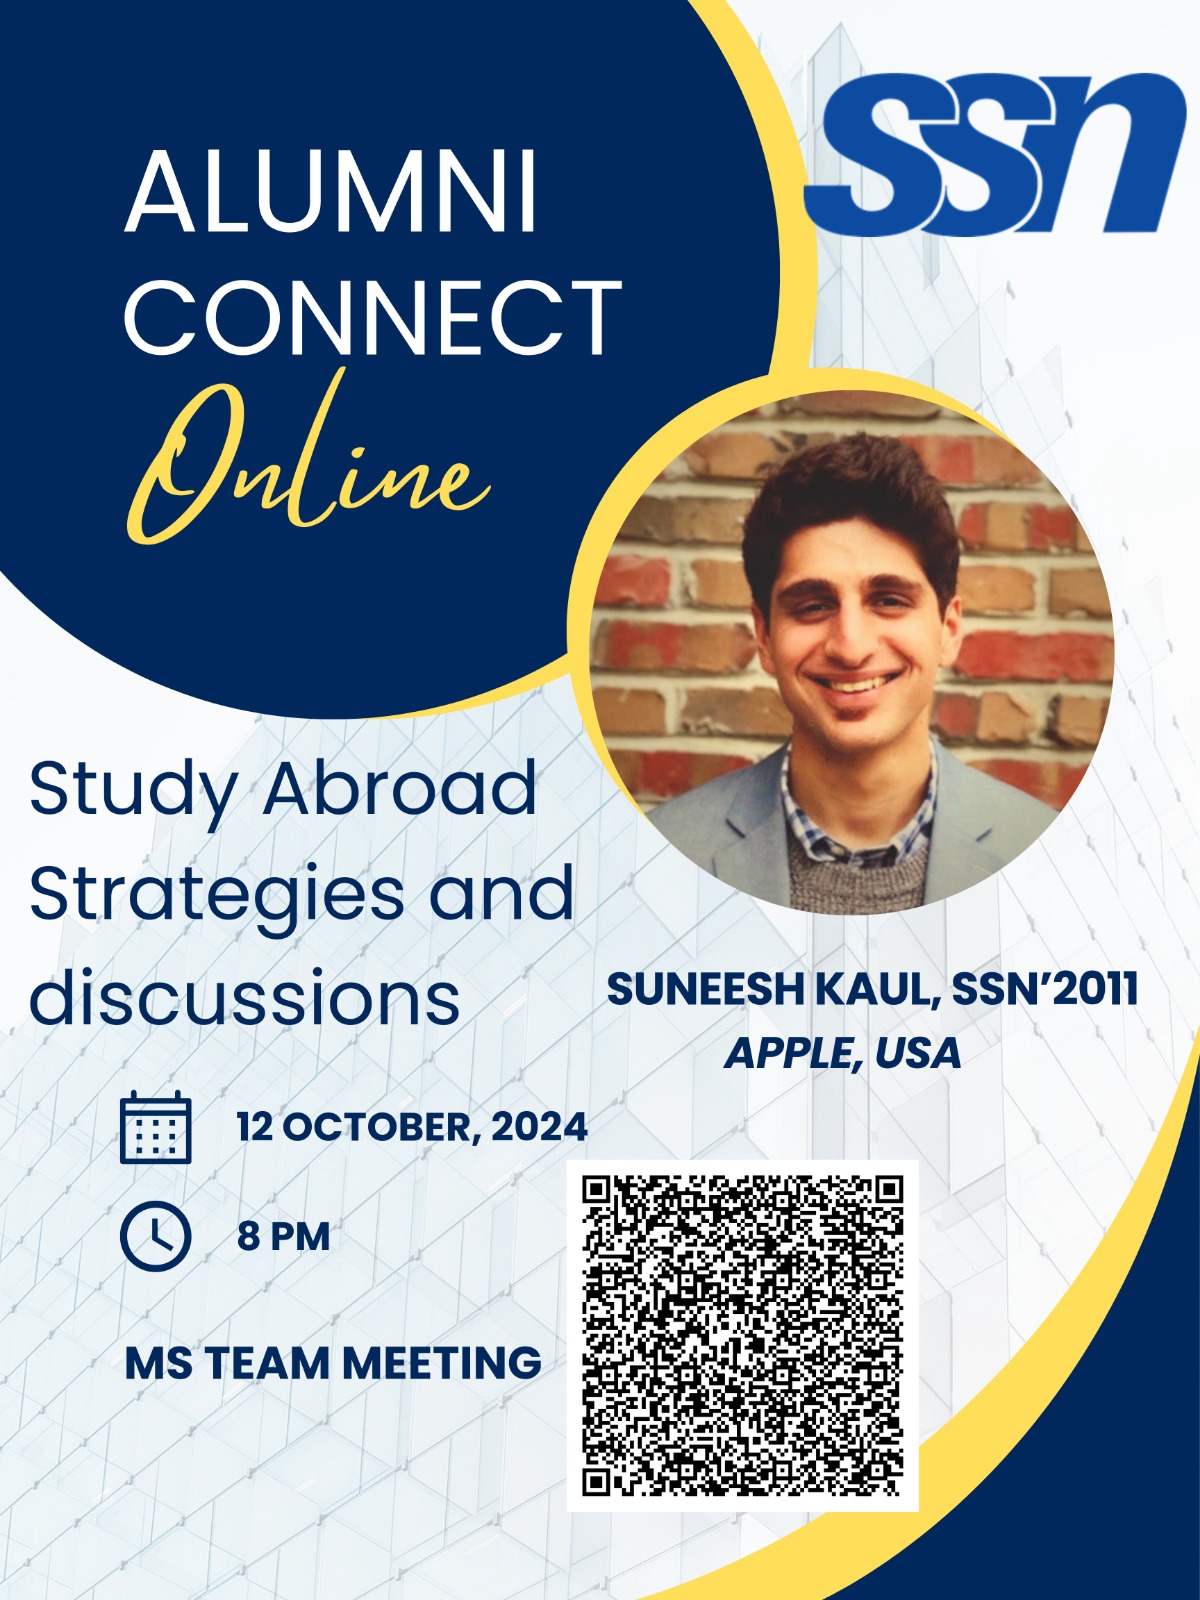 ssn
ALUMNI
CONNECT
Online
Study Abroad
Strategies and
discussions
SUNEESH KAUL, SSN’2011
APPLE, USA
12 OCTOBER, 2024
8 PM
MS TEAM MEETING